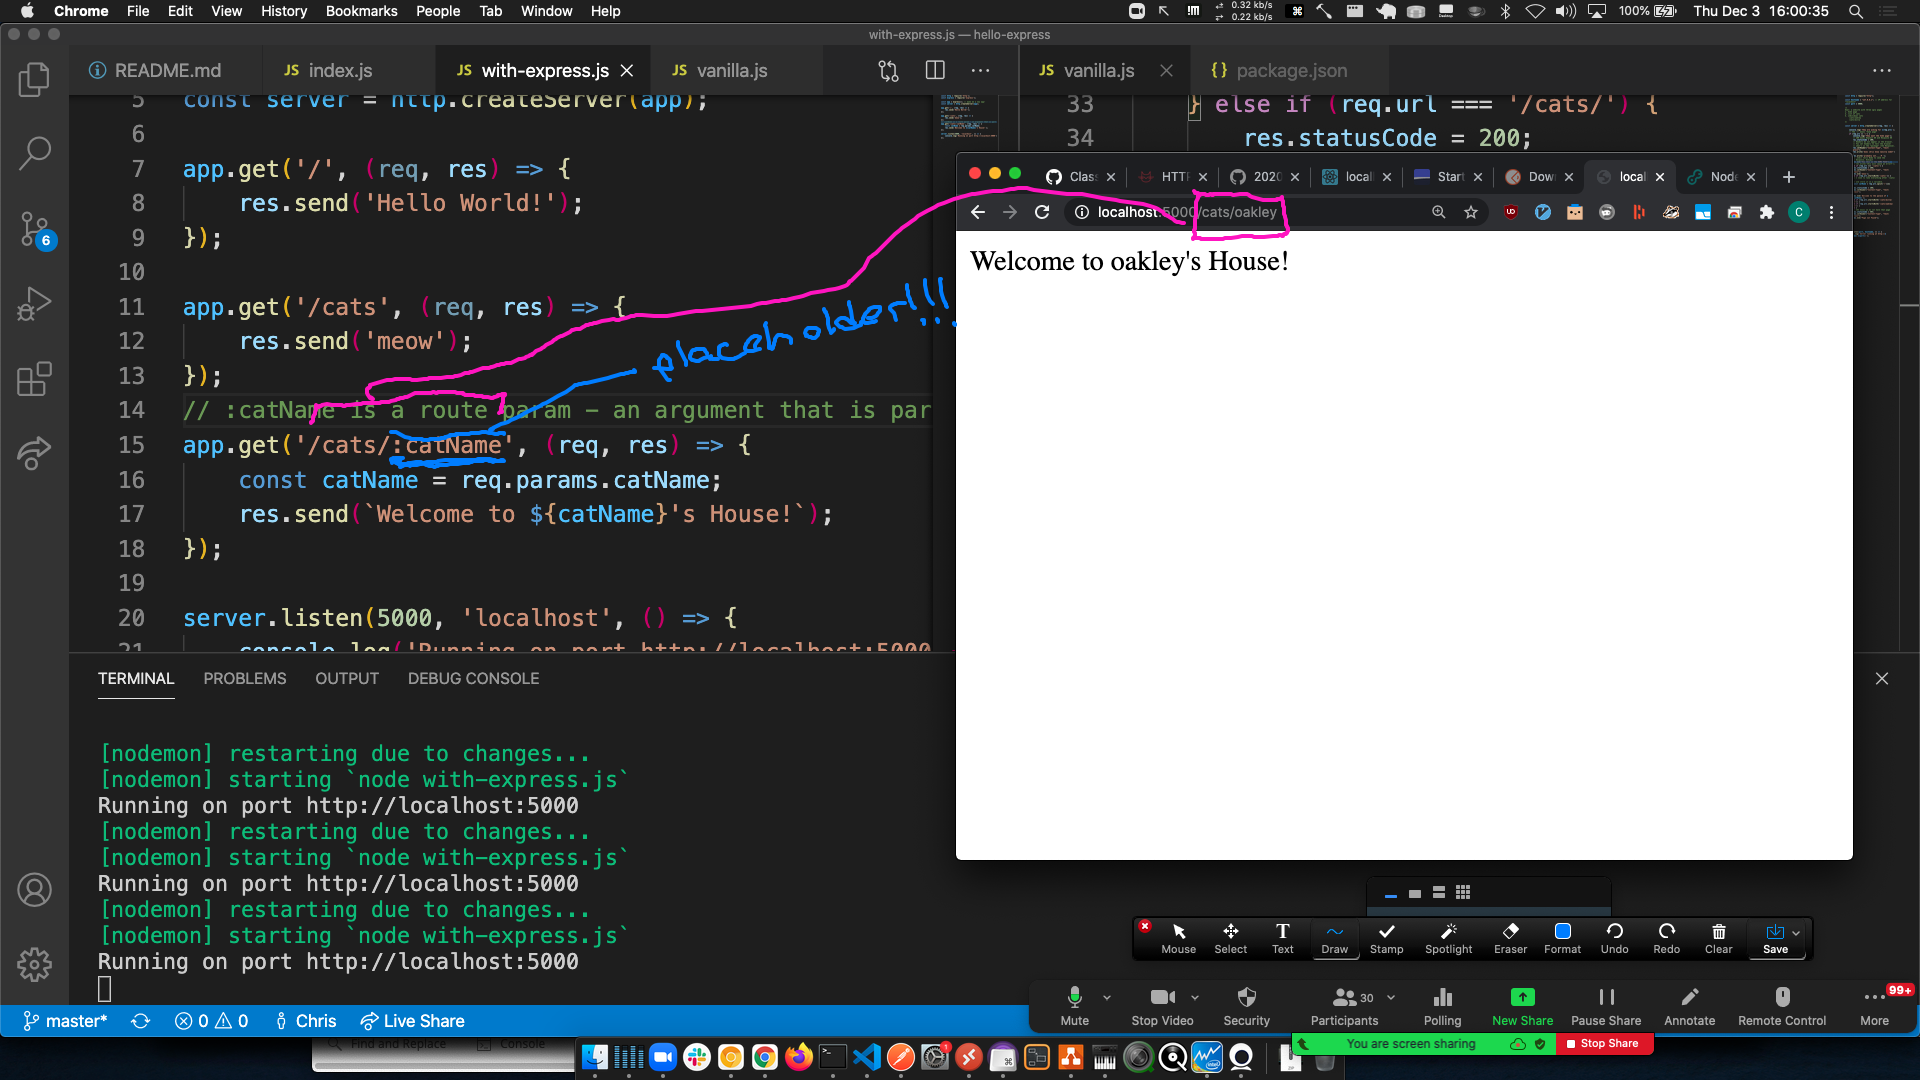 Chrome File Edit View History Bookmarks People Tab Window Help
0.32 kb/s
0.22 kb/s
100% Thu Dec 3 16:00:35
with-express.js — hello-express
README.md JS index.js JS with-express.js JS vanilla.js
JS vanilla.js {} package.json
5 const server = http.createServer(app);
6
7 app.get('/', (req, res) => {
8 res.send('Hello World!');
9 });
10
11 app.get('/cats', (req, res) => {
12 res.send('meow');
13 });
14 // :catName is a route param – an argument that is par
15 app.get('/cats/:catName', (req, res) => {
16 const catName = req.params.catName;
17 res.send(`Welcome to ${catName}'s House!`);
18 });
19
20 server.listen(5000, 'localhost', () => {
21 console.log('Running on port http://localhost:5000
placeholder!!!
33 } else if (req.url === '/cats/') {
34 res.statusCode = 200;
Class HTTP 2020 local Start Down local Node
localhost:5000/cats/oakley
C
Welcome to oakley's House!
6
TERMINAL PROBLEMS OUTPUT DEBUG CONSOLE
[nodemon] restarting due to changes...
[nodemon] starting `node with-express.js`
Running on port http://localhost:5000
[nodemon] restarting due to changes...
[nodemon] starting `node with-express.js`
Running on port http://localhost:5000
[nodemon] restarting due to changes...
[nodemon] starting `node with-express.js`
Running on port http://localhost:5000
Mouse Select Text Draw Stamp Spotlight Eraser Format Undo Redo Clear Save
30 99+
Mute Stop Video Security Participants Polling New Share Pause Share Annotate Remote Control More
You are screen sharing Stop Share
master* 0 0 Chris Live Share
Find and Replace Console
1